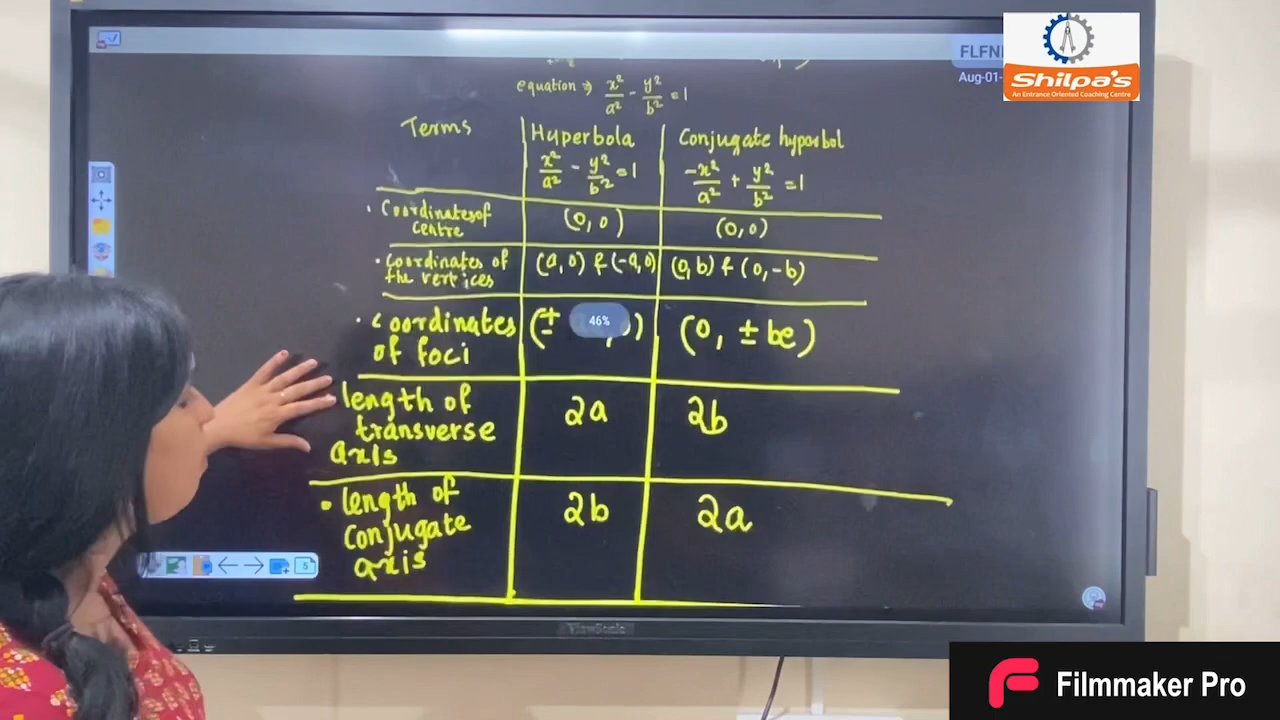 FLFN
Aug-01-
Shilpa's
An Entrance Oriented Coaching Centre
equation ⇒ x²/a² - y²/b² = 1
Terms
Hyperbola
x²/a² - y²/b² = 1
Conjugate hyparbol
-x²/a² + y²/b² = 1
• Coordinates of
centre
(0, 0)
(0, 0)
• coordinates of
the vertices
(a, 0) & (-a, 0)
(0, b) & (0, -b)
• coordinates
of foci
(± )
46%
(0, ± be)
length of
transverse
axis
2a
2b
• length of
conjugate
axis
2b
2a
5
ViewSonic
Filmmaker Pro